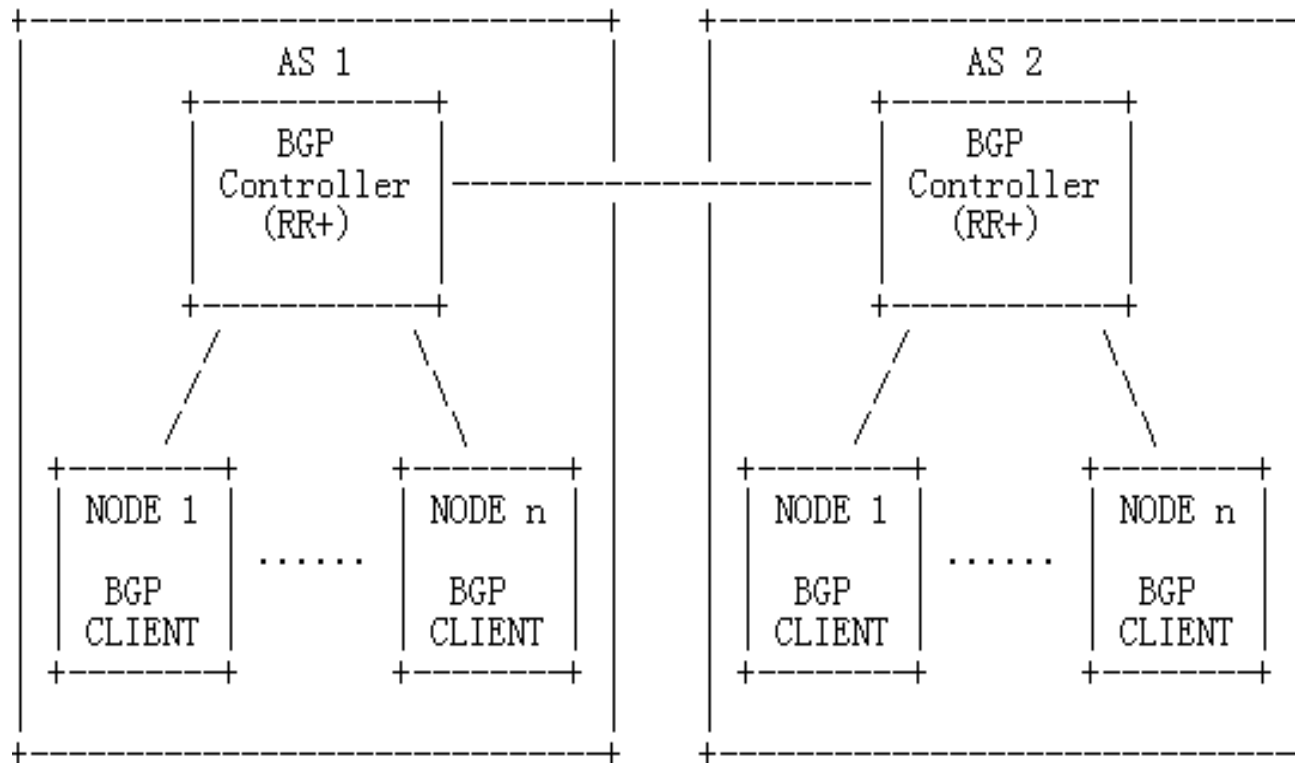 AS 1
AS 2
BGP
Controller
(RR+)
BGP
Controller
(RR+)
NODE 1
BGP
CLIENT
......
NODE n
BGP
CLIENT
NODE 1
BGP
CLIENT
......
NODE n
BGP
CLIENT